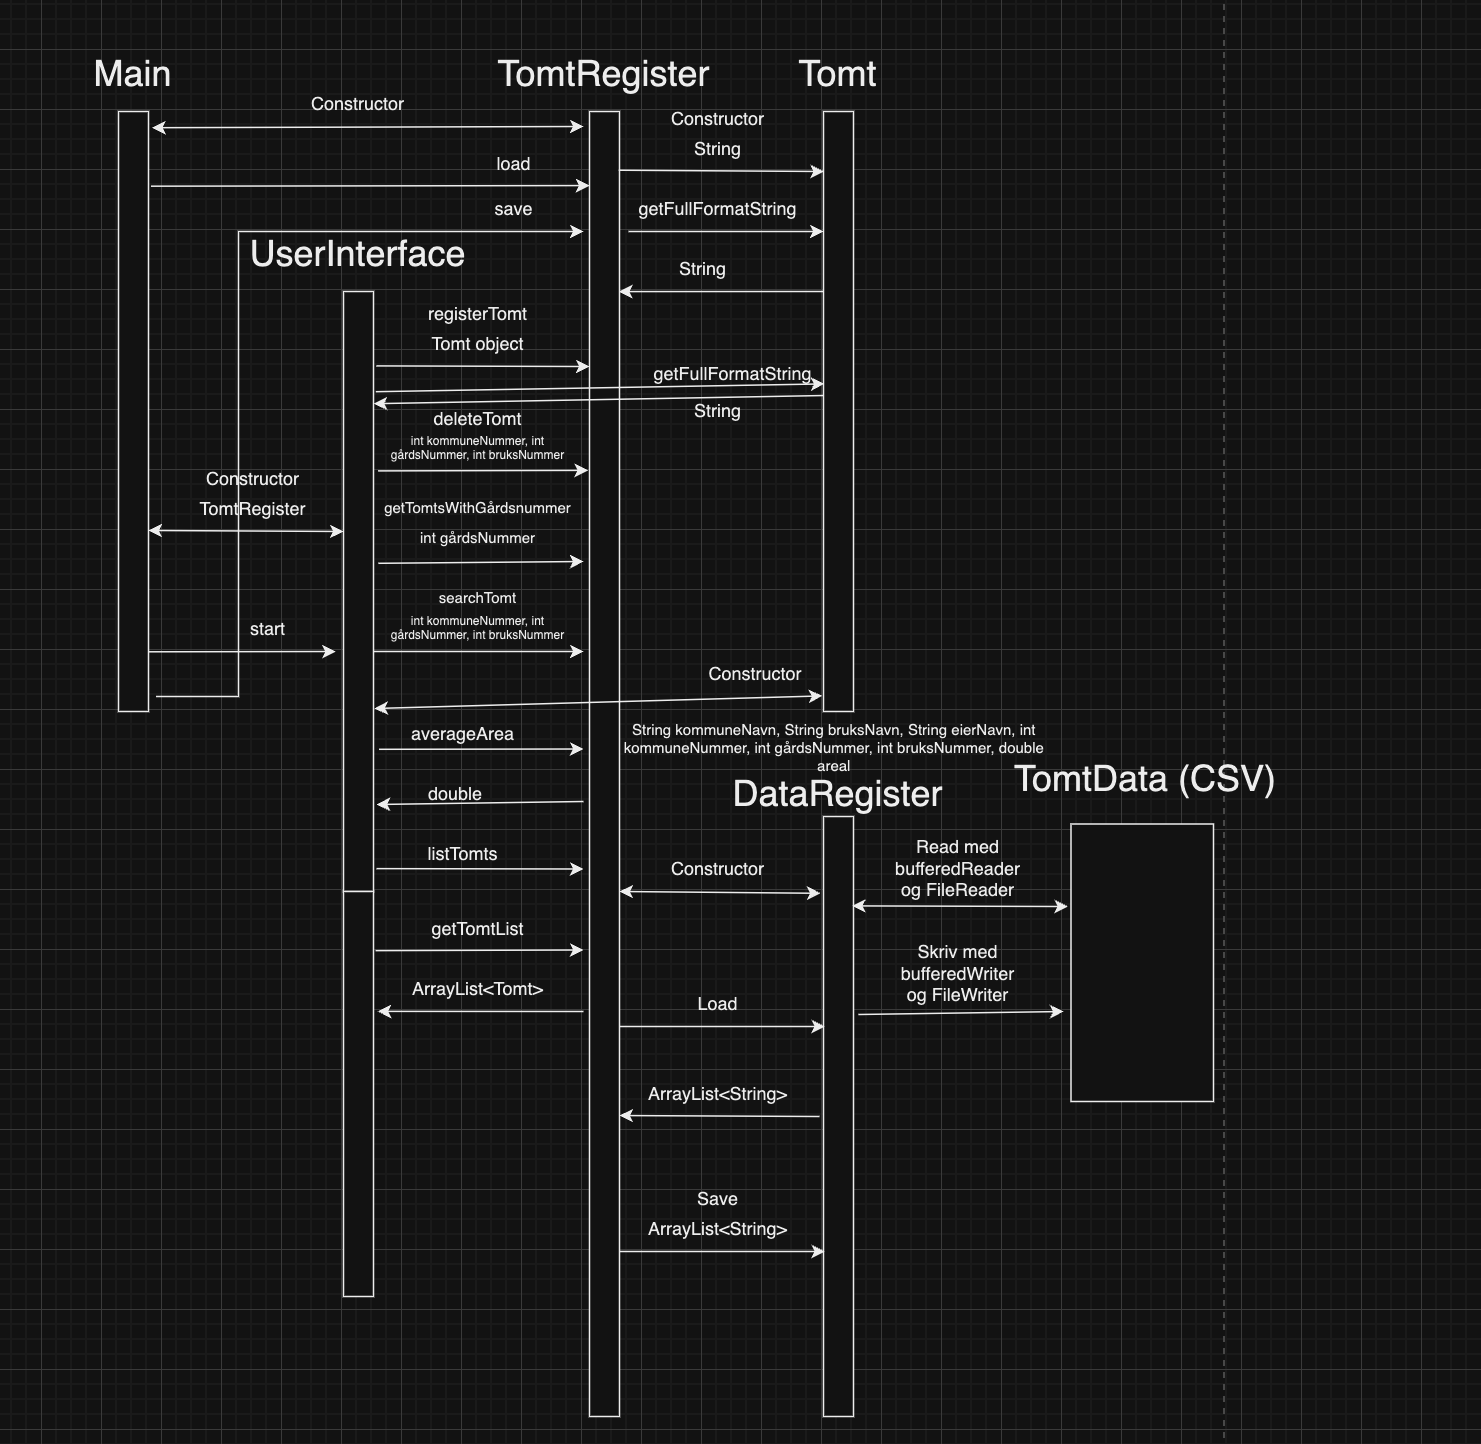 Main
TomtRegister
Tomt
Constructor
Constructor
String
load
save
getFullFormatString
UserInterface
String
registerTomt
Tomt object
getFullFormatString
String
deleteTomt
int kommuneNummer, int
gårdsNummer, int bruksNummer
Constructor
TomtRegister
getTomtsWithGårdsnummer
int gårdsNummer
searchTomt
int kommuneNummer, int
gårdsNummer, int bruksNummer
start
Constructor
String kommuneNavn, String bruksNavn, String eierNavn, int
kommuneNummer, int gårdsNummer, int bruksNummer, double
areal
averageArea
DataRegister
TomtData (CSV)
double
listTomts
Constructor
Read med
bufferedReader
og FileReader
getTomtList
Skriv med
bufferedWriter
og FileWriter
ArrayList<Tomt>
Load
ArrayList<String>
Save
ArrayList<String>